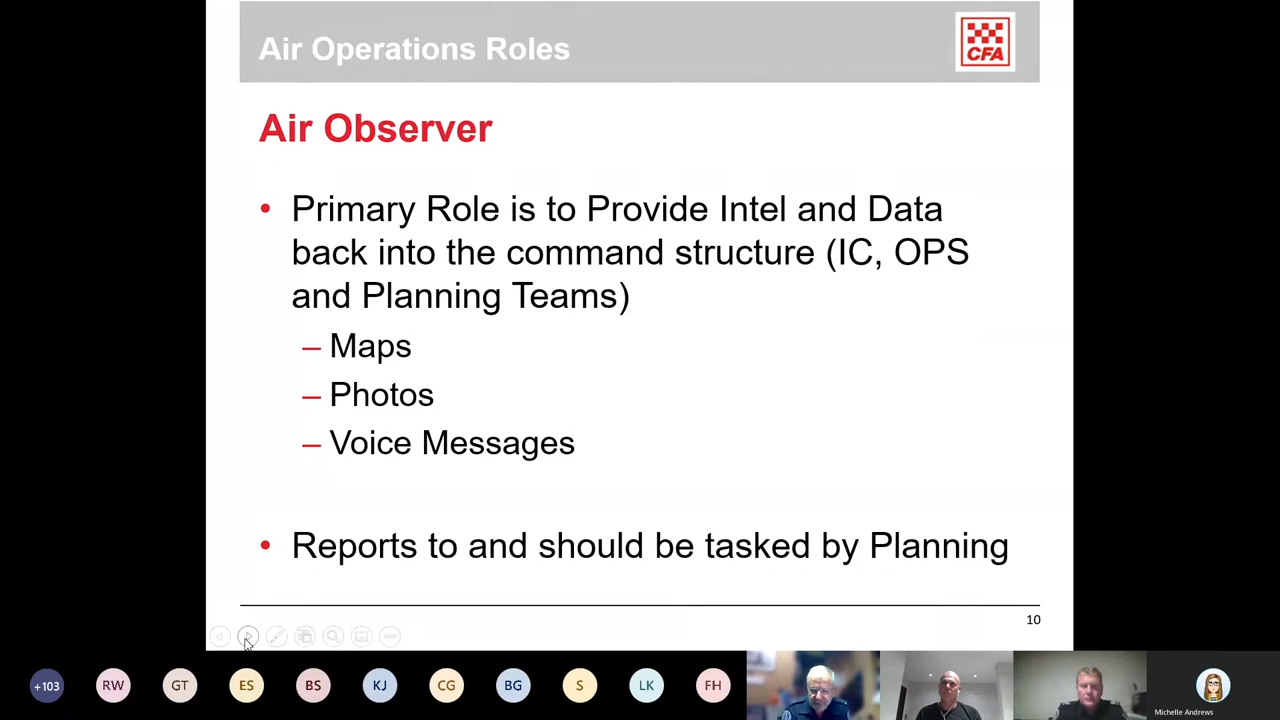 Air Operations Roles
CFA
Air Observer
• Primary Role is to Provide Intel and Data
back into the command structure (IC, OPS
and Planning Teams)
– Maps
– Photos
– Voice Messages
• Reports to and should be tasked by Planning
10
+103 RW GT ES BS KJ CG BG S LK FH
Michelle Andrews